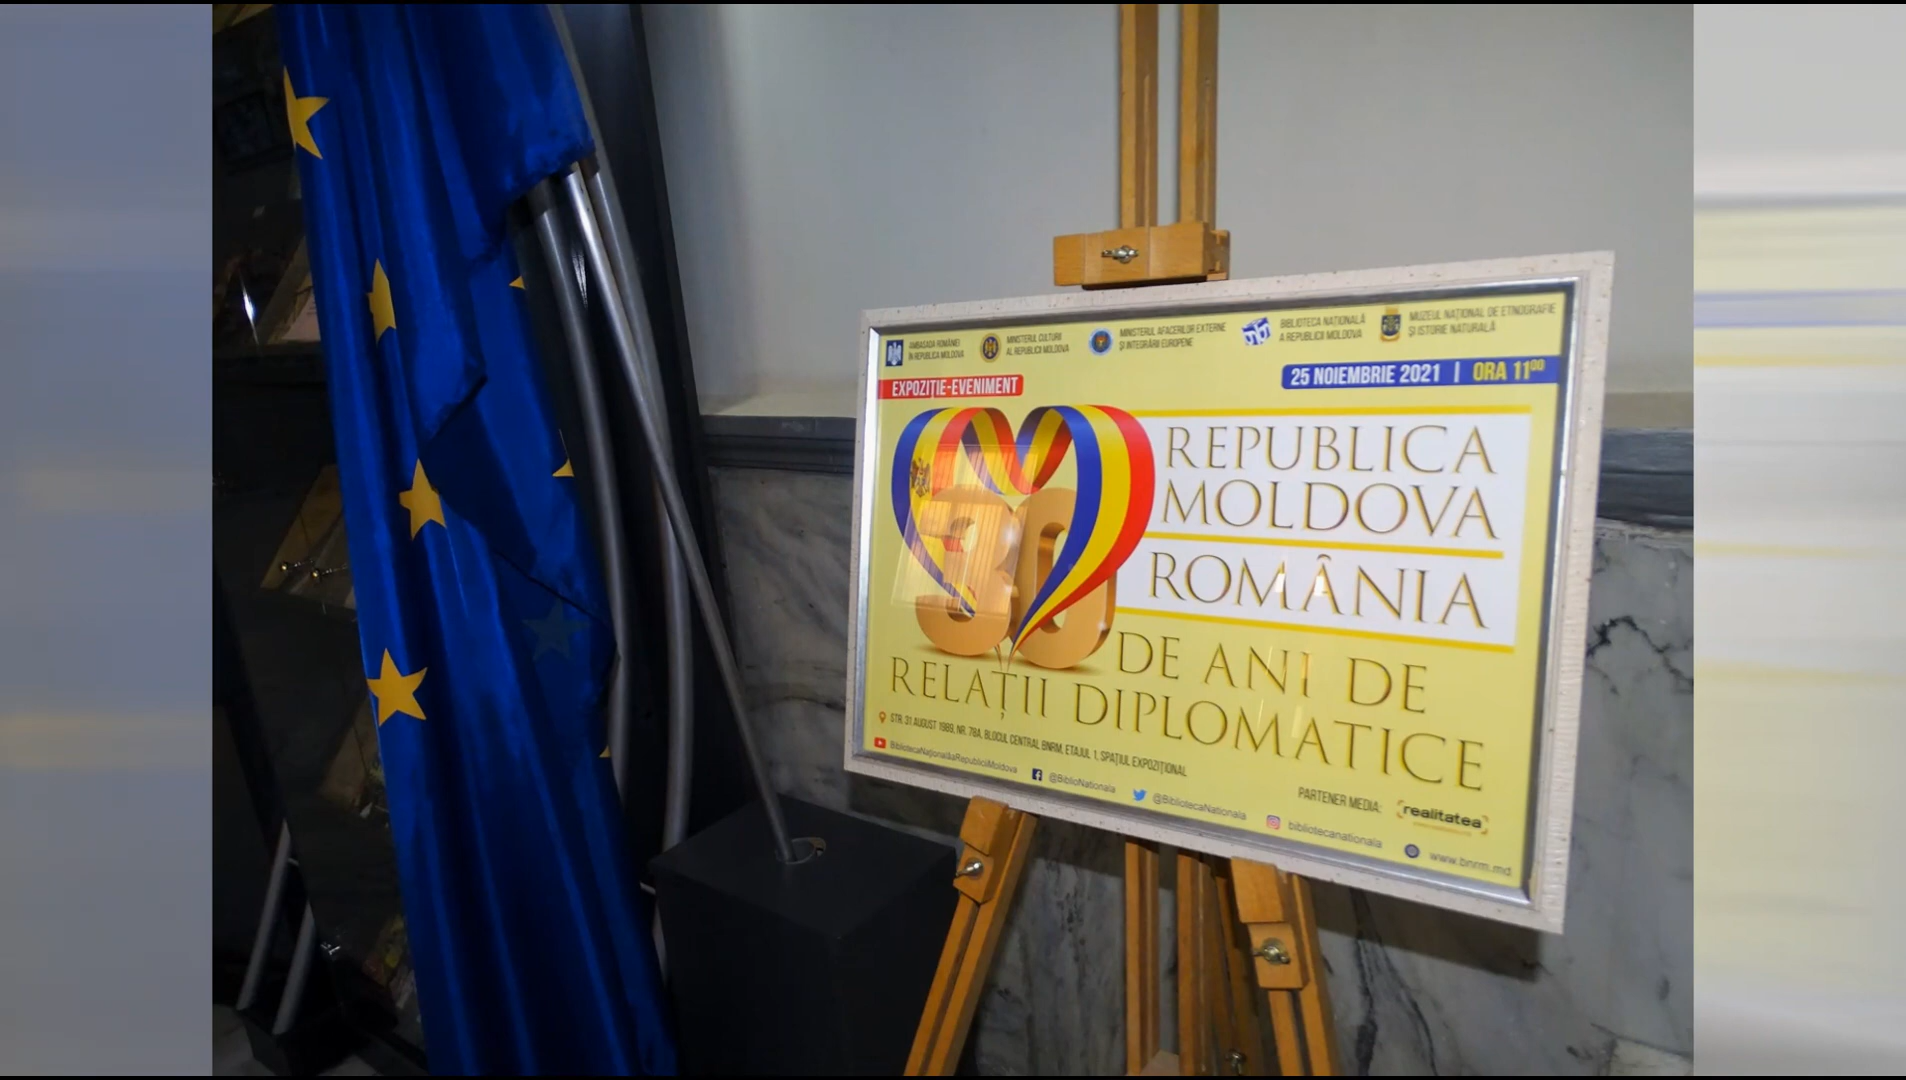 AMBASADA ROMÂNIEI
ÎN REPUBLICA MOLDOVA
MINISTERUL CULTURII
AL REPUBLICII MOLDOVA
MINISTERUL AFACERILOR EXTERNE
ȘI INTEGRĂRII EUROPENE
BIBLIOTECA NAȚIONALĂ
A REPUBLICII MOLDOVA
MUZEUL NAȚIONAL DE ETNOGRAFIE
ȘI ISTORIE NATURALĂ
EXPOZIȚIE-EVENIMENT
25 NOIEMBRIE 2021 | ORA 11⁰⁰
REPUBLICA
MOLDOVA
ROMÂNIA
30 DE ANI DE
RELAȚII DIPLOMATICE
STR. 31 AUGUST 1989, NR. 78A, BLOCUL CENTRAL BNRM, ETAJUL 1, SPAȚIUL EXPOZIȚIONAL
BibliotecaNaționalăaRepubliciiMoldova
@BiblioNationala
@BibliotecaNationala
bibliotecanationala
www.bnrm.md
PARTENER MEDIA:
realitatea